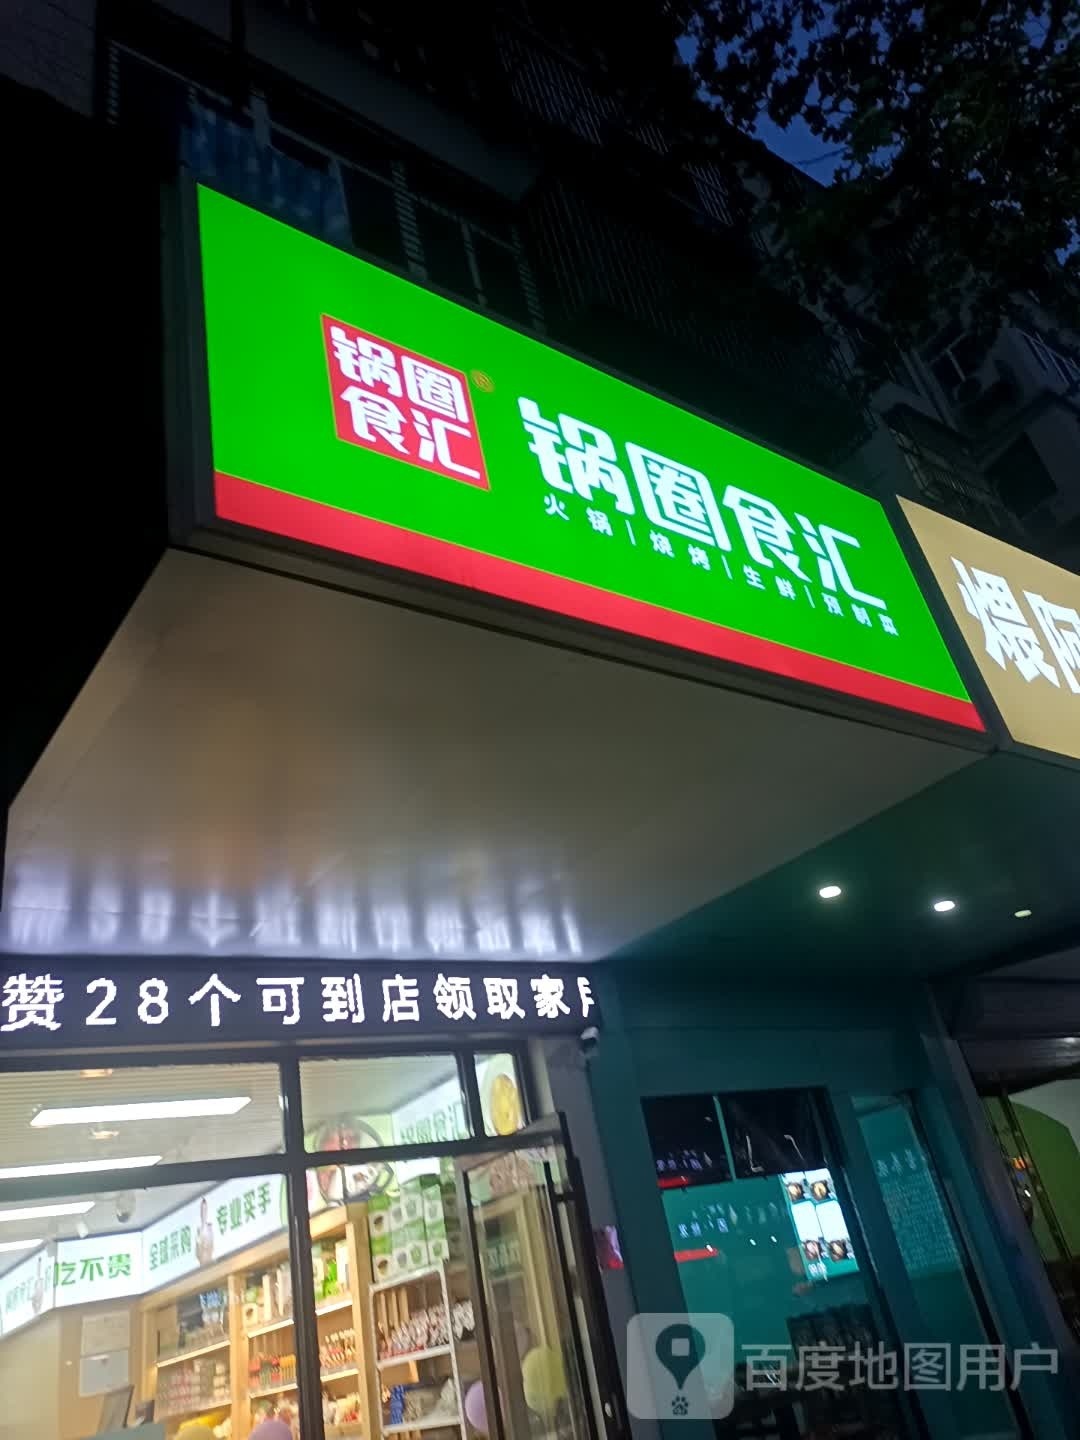 锅圈
食汇
®
锅圈食汇
火锅|烧烤|生鲜|预制菜
煨阿
赞28个可到店领取家
锅圈食汇
吃不贵
全球采购
专业买手
百度地图用户